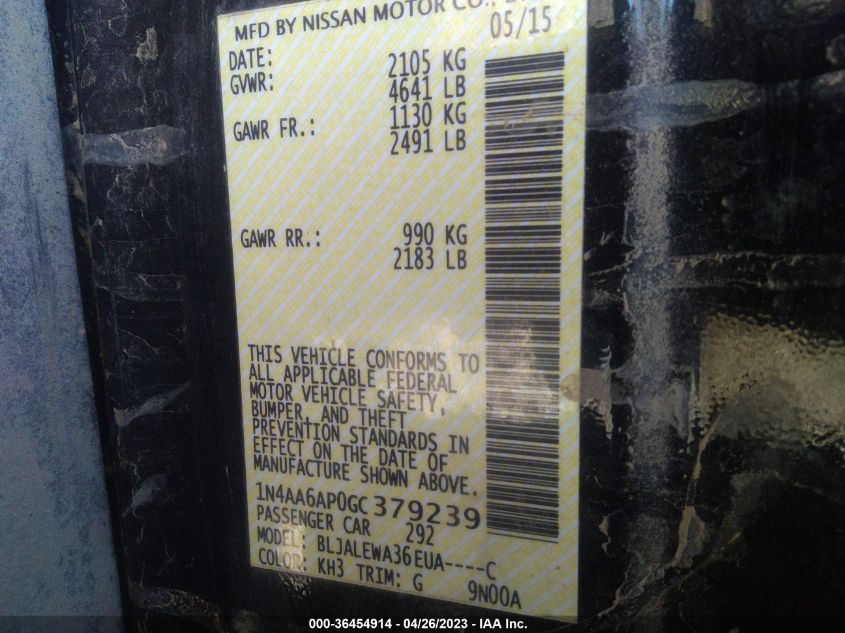 MFD BY NISSAN MOTOR CO.,
DATE: 05/15
GVWR: 2105 KG
4641 LB
GAWR FR.: 1130 KG
2491 LB
GAWR RR.: 990 KG
2183 LB
THIS VEHICLE CONFORMS TO
ALL APPLICABLE FEDERAL
MOTOR VEHICLE SAFETY,
BUMPER, AND THEFT
PREVENTION STANDARDS IN
EFFECT ON THE DATE OF
MANUFACTURE SHOWN ABOVE.
1N4AA6AP0GC379239
PASSENGER CAR 292
MODEL: BLJALEWA36EUA----C
COLOR: KH3 TRIM: G 9N00A
000-36454914 - 04/26/2023 - IAA Inc.